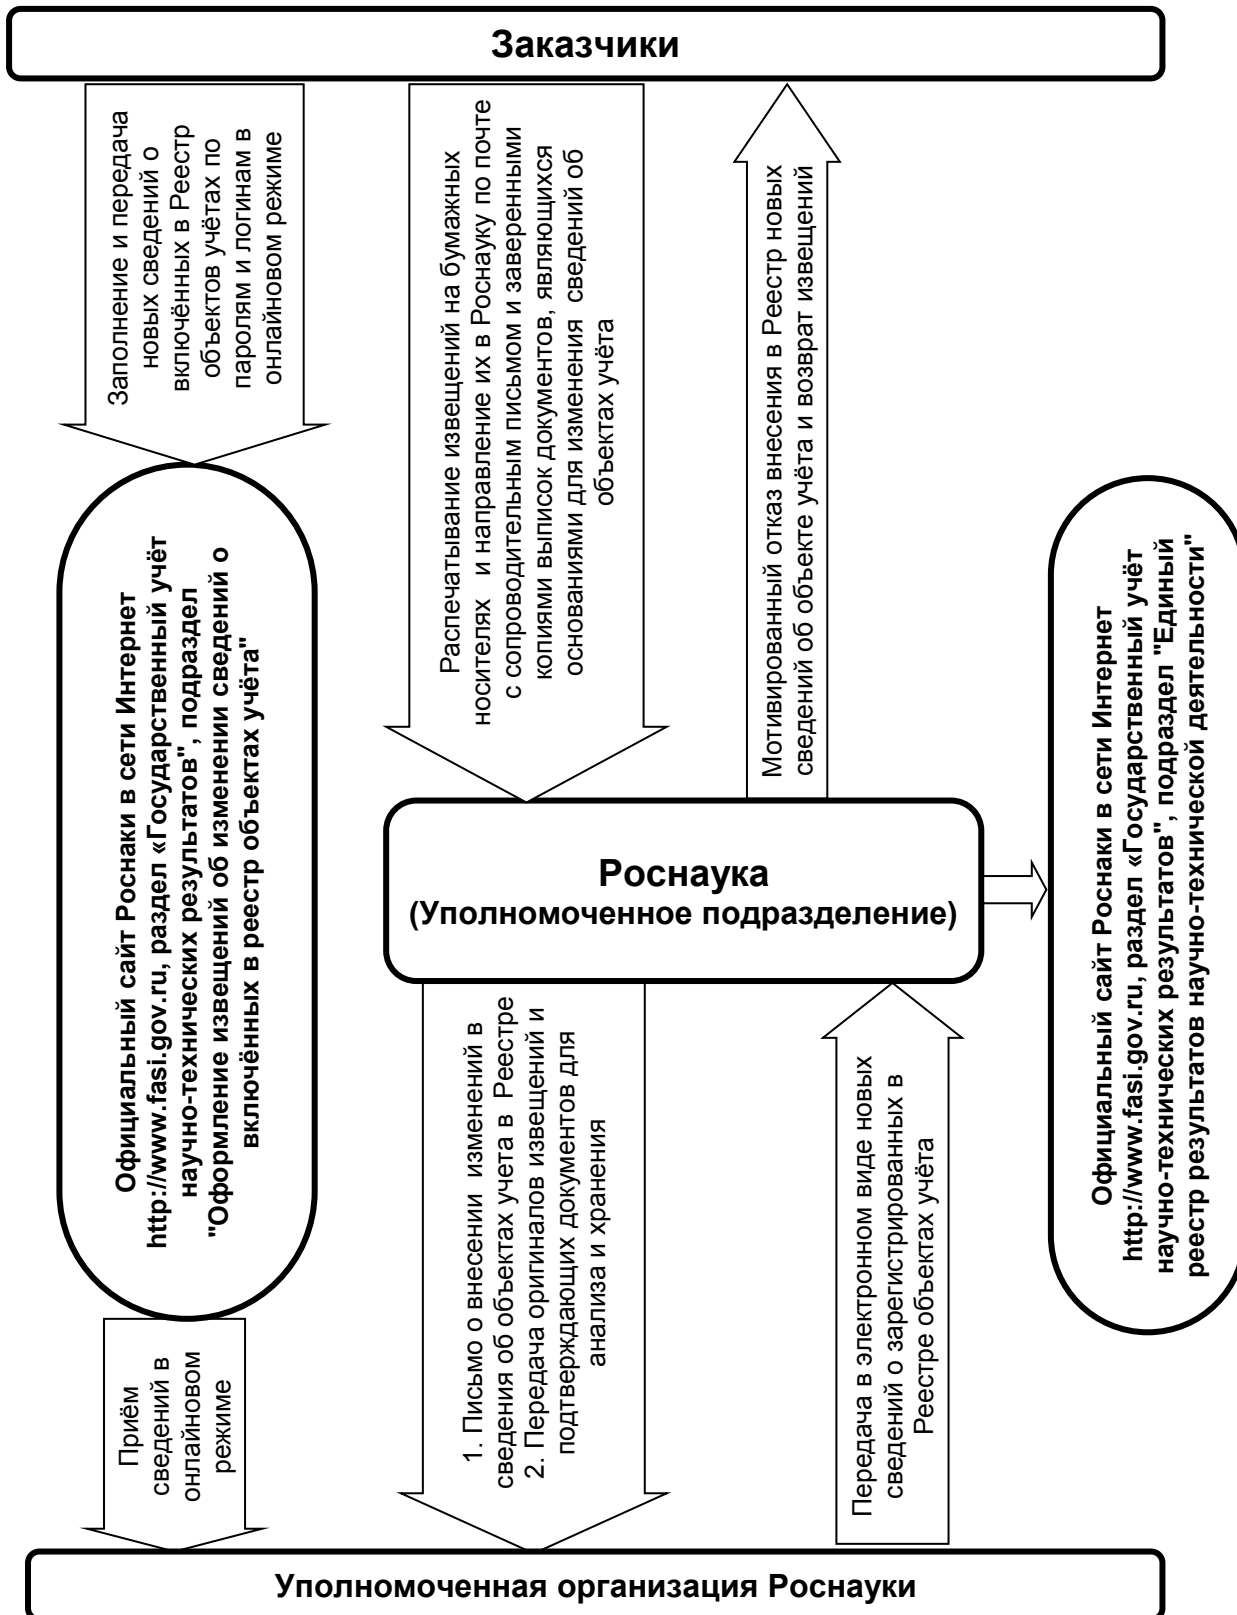 Заказчики
Заполнение и передача
новых сведений о
включённых в Реестр
объектов учётах по
паролям и логинам в
онлайновом режиме
Распечатывание извещений на бумажных
носителях и направление их в Роснауку по почте
с сопроводительным письмом и заверенными
копиями выписок документов, являющихся
основаниями для изменения сведений об
объектах учёта
Мотивированный отказ внесения в Реестр новых
сведений об объекте учёта и возврат извещений
Официальный сайт Роснаки в сети Интернет
http://www.fasi.gov.ru, раздел «Государственный учёт
научно-технических результатов", подраздел
"Оформление извещений об изменении сведений о
включённых в реестр объектах учёта"
Роснаука
(Уполномоченное подразделение)
Официальный сайт Роснаки в сети Интернет
http://www.fasi.gov.ru, раздел «Государственный учёт
научно-технических результатов", подраздел "Единый
реестр результатов научно-технической деятельности"
Приём
сведений в
онлайновом
режиме
1. Письмо о внесении изменений в
сведения об объектах учета в Реестре
2. Передача оригиналов извещений и
подтверждающих документов для
анализа и хранения
Передача в электронном виде новых
сведений о зарегистрированных в
Реестре объектах учёта
Уполномоченная организация Роснауки